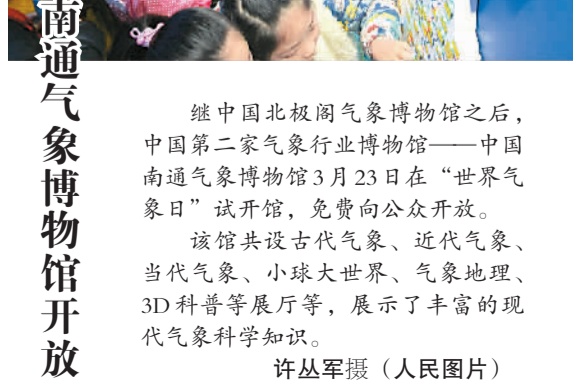 南通气象博物馆开放
继中国北极阁气象博物馆之后，
中国第二家气象行业博物馆——中国
南通气象博物馆3月23日在“世界气
象日”试开馆，免费向公众开放。
该馆共设古代气象、近代气象、
当代气象、小球大世界、气象地理、
3D科普等展厅等，展示了丰富的现
代气象科学知识。
许丛军摄（人民图片）